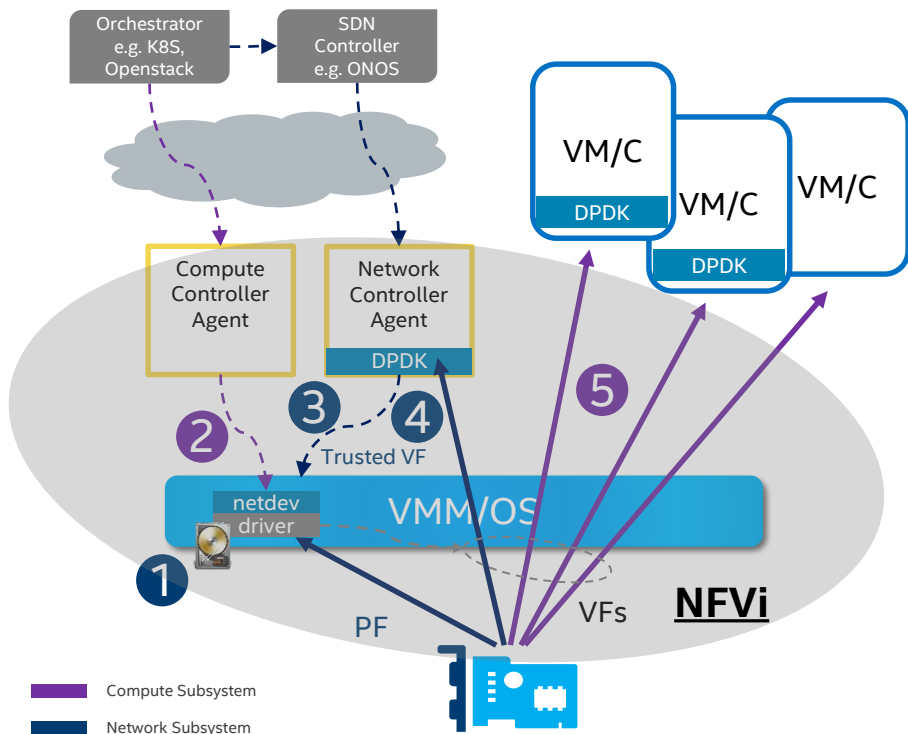 Orchestrator
e.g. K8S,
Openstack
SDN
Controller
e.g. ONOS
VM/C
DPDK
VM/C
DPDK
VM/C
Compute
Controller
Agent
Network
Controller
Agent
DPDK
2
3
4
5
Trusted VF
netdev
driver
VMM/OS
1
PF
VFs
NFVi
Compute Subsystem
Network Subsystem